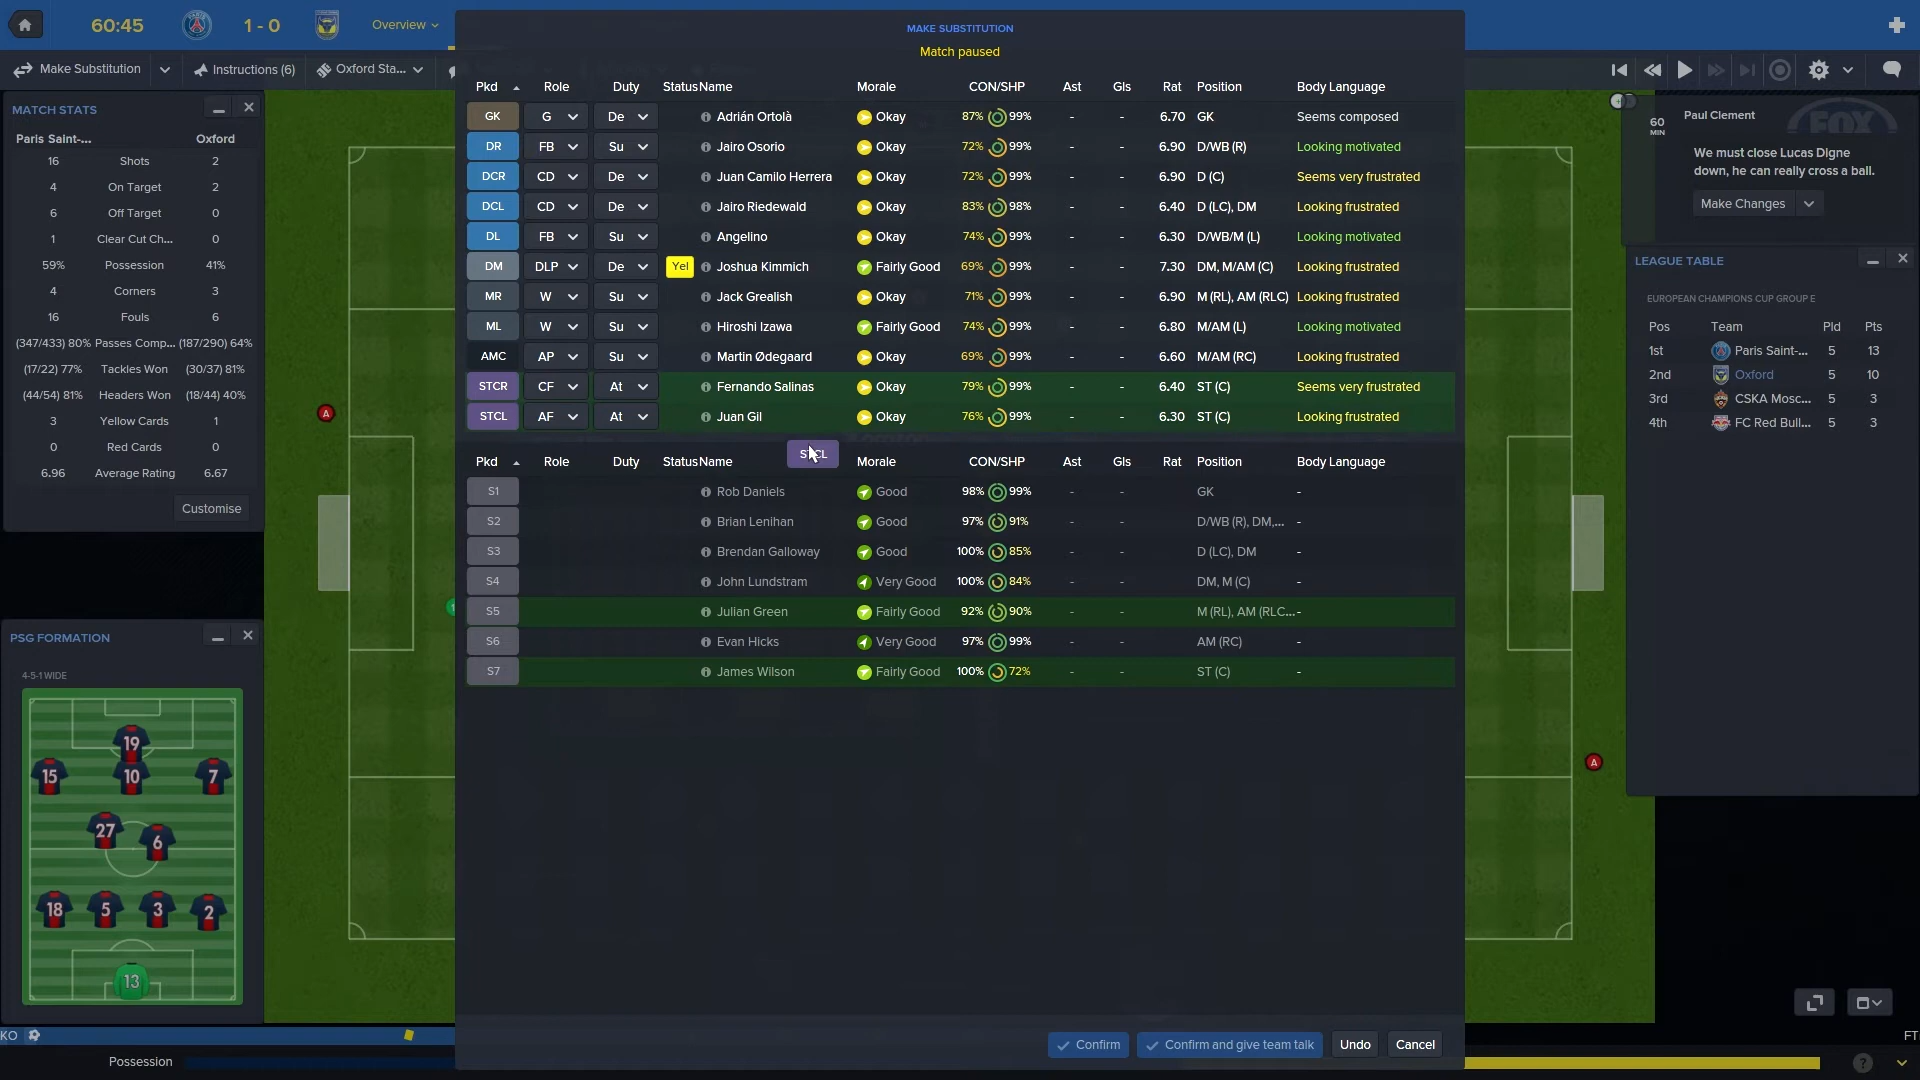 60:45
1 - 0
Overview
Make Substitution
Instructions (6)
Oxford Sta...
MAKE SUBSTITUTION
Match paused
MATCH STATS
Paris Saint-... Oxford
16 Shots 2
4 On Target 2
6 Off Target 0
1 Clear Cut Ch... 0
59% Possession 41%
4 Corners 3
16 Fouls 6
(347/433) 80% Passes Comp... (187/290) 64%
(17/22) 77% Tackles Won (30/37) 81%
(44/54) 81% Headers Won (18/44) 40%
3 Yellow Cards 1
0 Red Cards 0
6.96 Average Rating 6.67
Customise
PSG FORMATION
4-5-1 WIDE
19
15 10 7
27 6
18 5 3 2
13
Pkd Role Duty Status Name Morale CON/SHP Ast Gls Rat Position Body Language
GK G De Adrián Ortolà Okay 87% 99% - - 6.70 GK Seems composed
DR FB Su Jairo Osorio Okay 72% 99% - - 6.90 D/WB (R) Looking motivated
DCR CD De Juan Camilo Herrera Okay 72% 99% - - 6.90 D (C) Seems very frustrated
DCL CD De Jairo Riedewald Okay 83% 98% - - 6.40 D (LC), DM Looking frustrated
DL FB Su Angelino Okay 74% 99% - - 6.30 D/WB/M (L) Looking motivated
DM DLP De Yel Joshua Kimmich Fairly Good 69% 99% - - 7.30 DM, M/AM (C) Looking frustrated
MR W Su Jack Grealish Okay 71% 99% - - 6.90 M (RL), AM (RLC) Looking frustrated
ML W Su Hiroshi Izawa Fairly Good 74% 99% - - 6.80 M/AM (L) Looking motivated
AMC AP Su Martin Ødegaard Okay 69% 99% - - 6.60 M/AM (RC) Looking frustrated
STCR CF At Fernando Salinas Okay 79% 99% - - 6.40 ST (C) Seems very frustrated
STCL AF At Juan Gil Okay 76% 99% - - 6.30 ST (C) Looking frustrated
Pkd Role Duty Status Name Morale CON/SHP Ast Gls Rat Position Body Language
S1 Rob Daniels Good 98% 99% - - GK -
S2 Brian Lenihan Good 97% 91% - - D/WB (R), DM,... -
S3 Brendan Galloway Good 100% 85% - - D (LC), DM -
S4 John Lundstram Very Good 100% 84% - - DM, M (C) -
S5 Julian Green Fairly Good 92% 90% - - M (RL), AM (RLC... -
S6 Evan Hicks Very Good 97% 99% - - AM (RC) -
S7 James Wilson Fairly Good 100% 72% - - ST (C) -
Confirm
Confirm and give team talk
Undo
Cancel
60
MIN
Paul Clement
FOX
We must close Lucas Digne
down, he can really cross a ball.
Make Changes
LEAGUE TABLE
EUROPEAN CHAMPIONS CUP GROUP E
Pos Team Pld Pts
1st Paris Saint-... 5 13
2nd Oxford 5 10
3rd CSKA Mosc... 5 3
4th FC Red Bull... 5 3
A
A
KO
FT
Possession
?